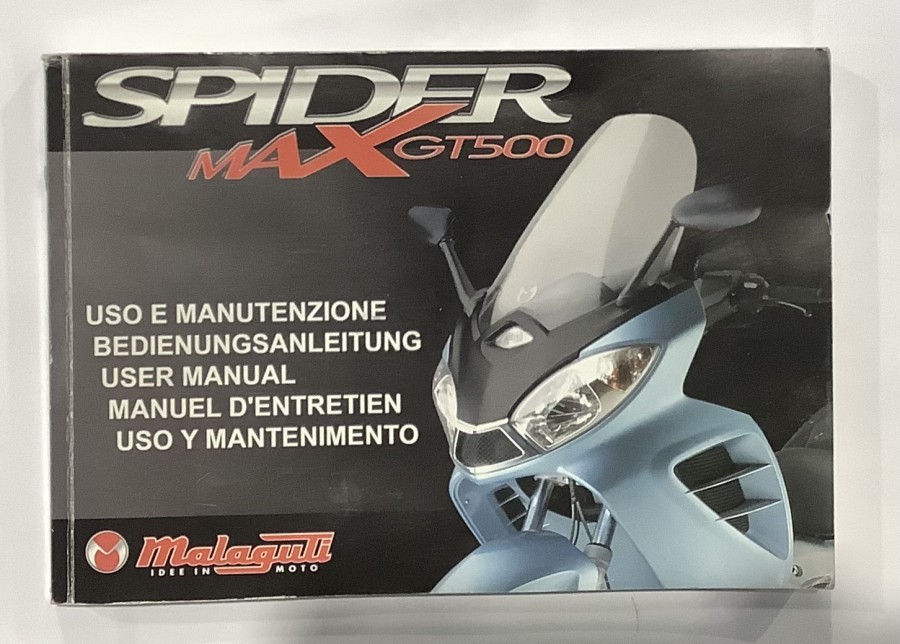 SPIDER
MAX GT500
USO E MANUTENZIONE
BEDIENUNGSANLEITUNG
USER MANUAL
MANUEL D'ENTRETIEN
USO Y MANTENIMENTO
Malaguti
IDEE IN MOTO